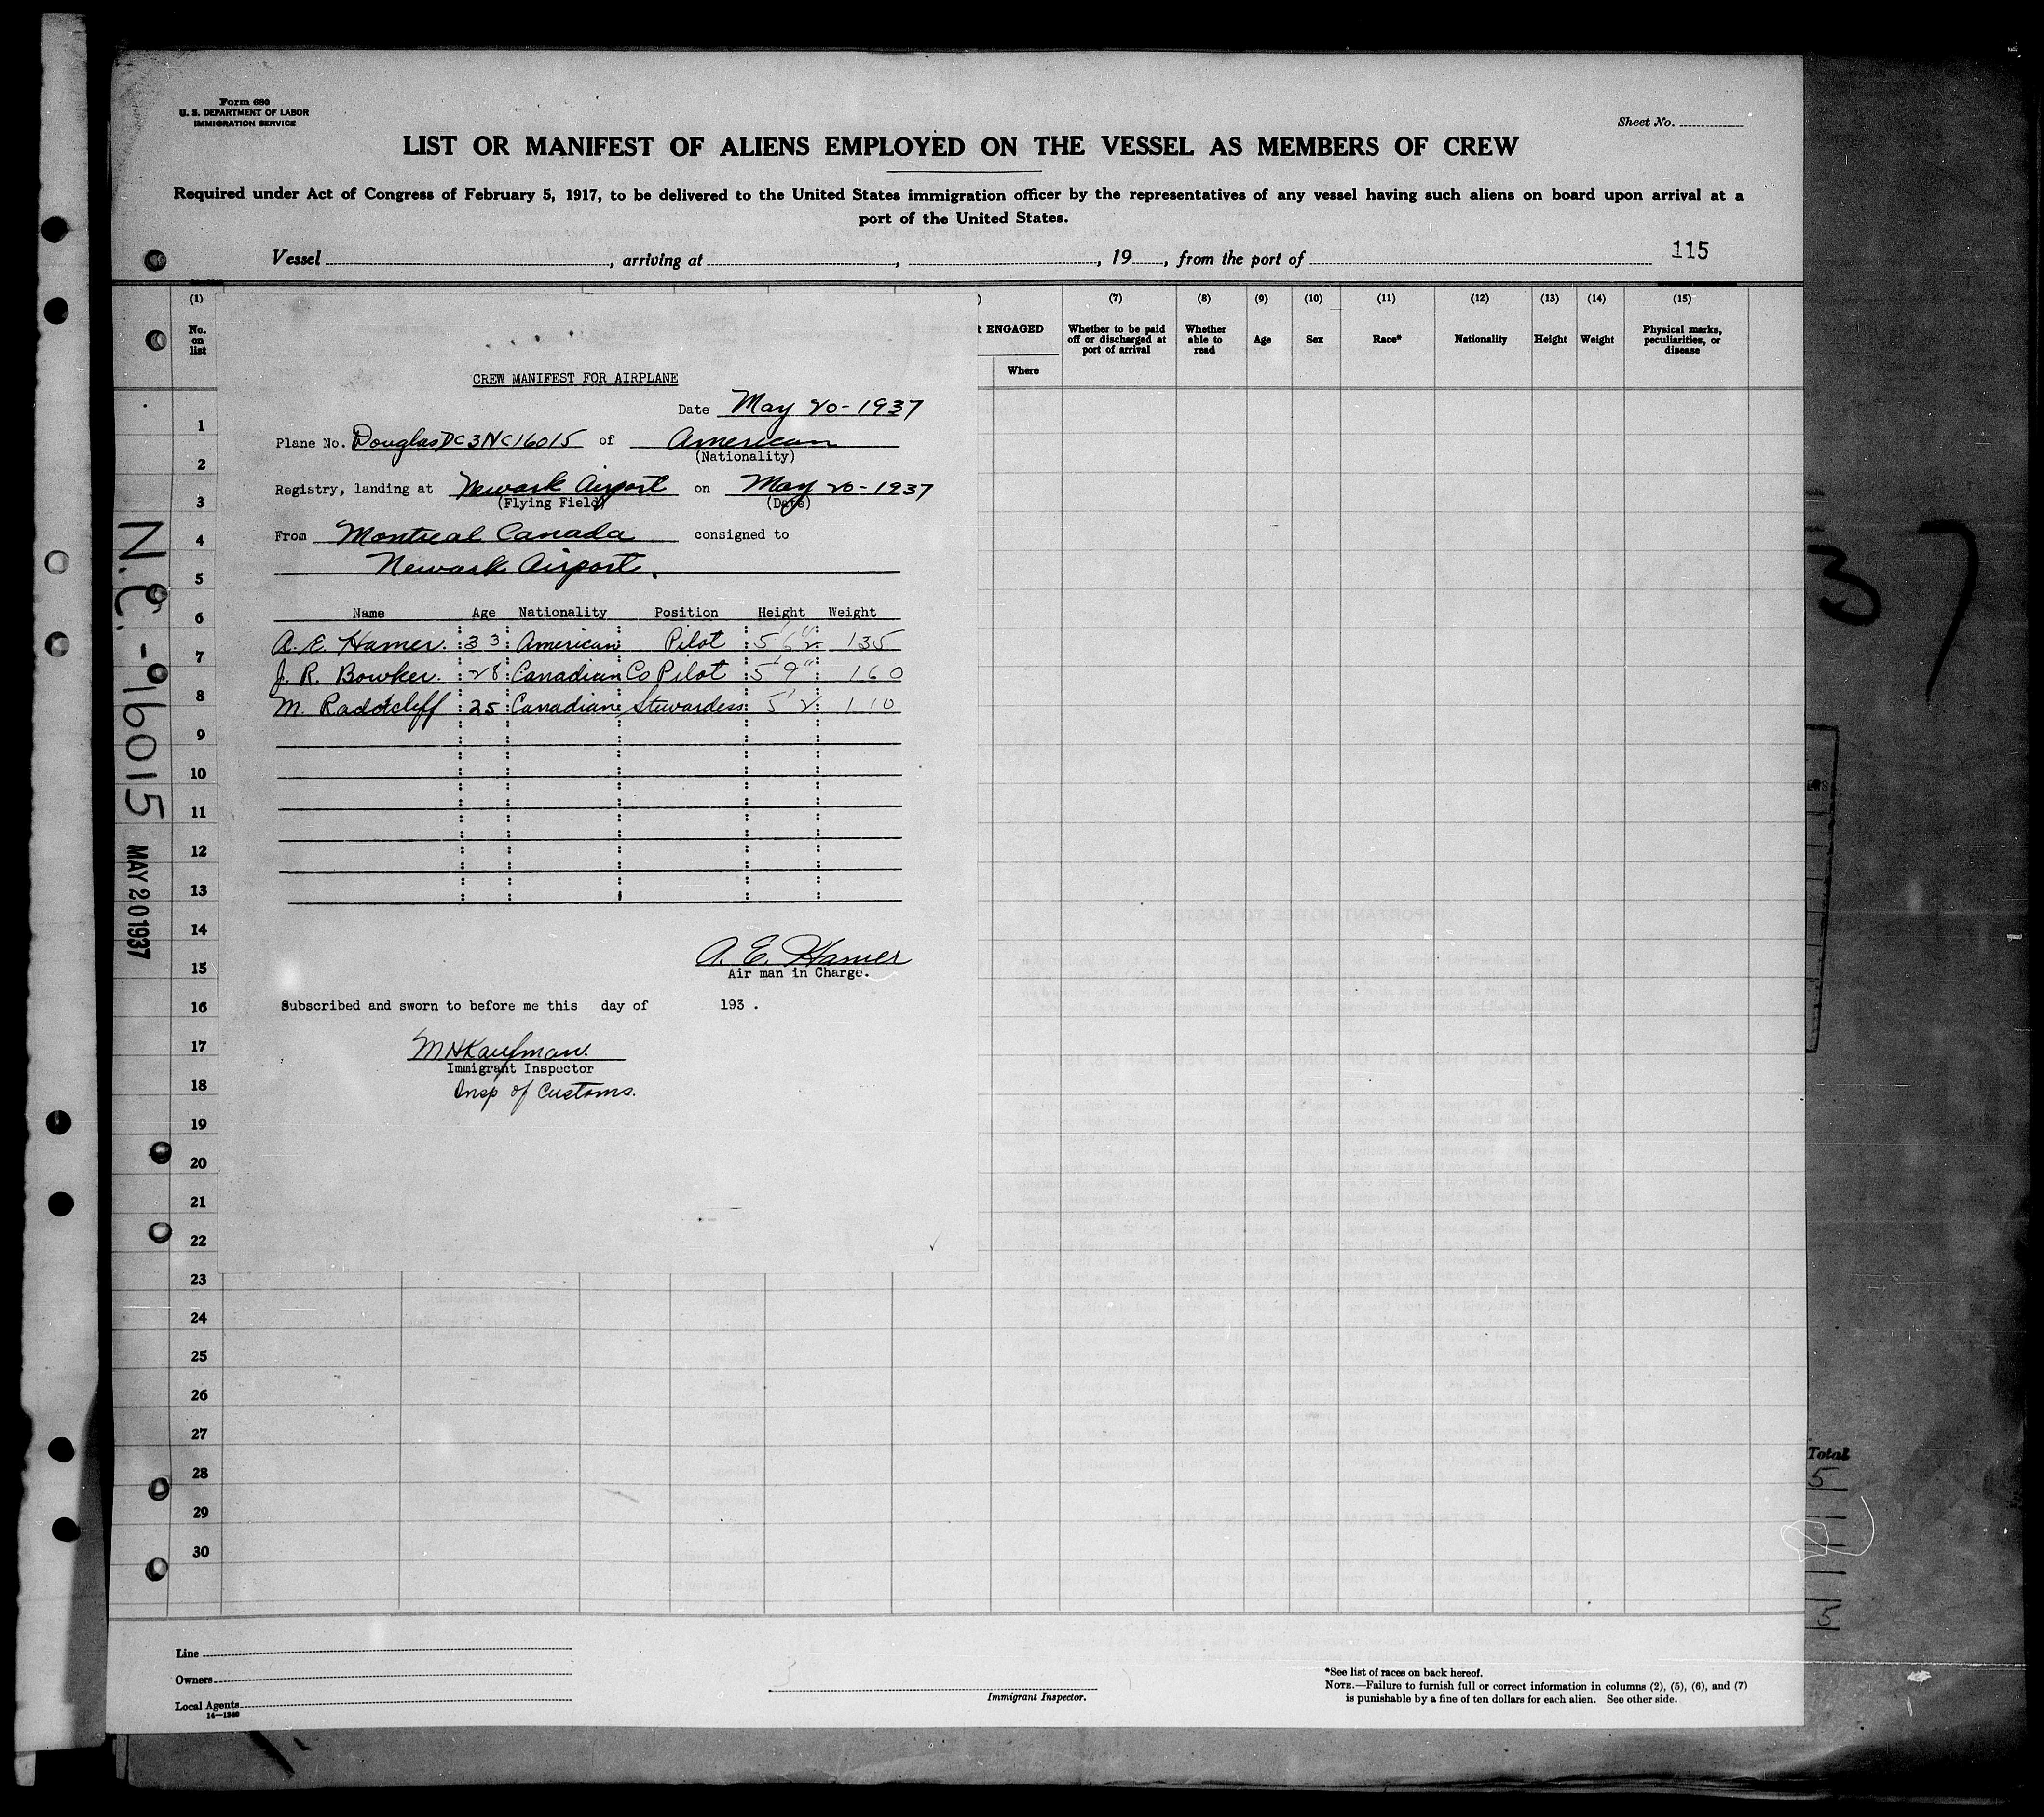 Form 680
U. S. DEPARTMENT OF LABOR
IMMIGRATION SERVICE
Sheet No.
LIST OR MANIFEST OF ALIENS EMPLOYED ON THE VESSEL AS MEMBERS OF CREW
Required under Act of Congress of February 5, 1917, to be delivered to the United States immigration officer by the representatives of any vessel having such aliens on board upon arrival at a
port of the United States.
Vessel , arriving at , , 19 , from the port of 115
(1) (7) (8) (9) (10) (11) (12) (13) (14) (15)
No. on list ENGAGED Where Whether to be paid off or discharged at port of arrival Whether able to read Age Sex Race* Nationality Height Weight Physical marks, peculiarities, or disease
CREW MANIFEST FOR AIRPLANE
Date May 20-1937
Plane No. Douglas DC3 NC16015 of American
(Nationality)
Registry, landing at Newark Airport on May 20-1937
(Flying Field) (Date)
From Montreal Canada consigned to
Newark Airport.
Name Age Nationality Position Height Weight
A. E. Hamer. 33 American Pilot 5' 6½" 135
J. R. Bowker. 28 Canadian Co Pilot 5' 9" 160
M. Raddcliff 25 Canadian Stewardess 5' 2 110
A. E. Hamer
Air man in Charge.
Subscribed and sworn to before me this day of 193 .
M H Kaufman.
Immigrant Inspector
Insp of Customs.
1
2
3
4
5
6
7
8
9
10
11
12
13
14
15
16
17
18
19
20
21
22
23
24
25
26
27
28
29
30
N.C.-16015 MAY 20 1937
37
Total
5
5
Line
Owners
Local Agents
14—1240
Immigrant Inspector.
*See list of races on back hereof.
NOTE.—Failure to furnish full or correct information in columns (2), (5), (6), and (7)
is punishable by a fine of ten dollars for each alien. See other side.